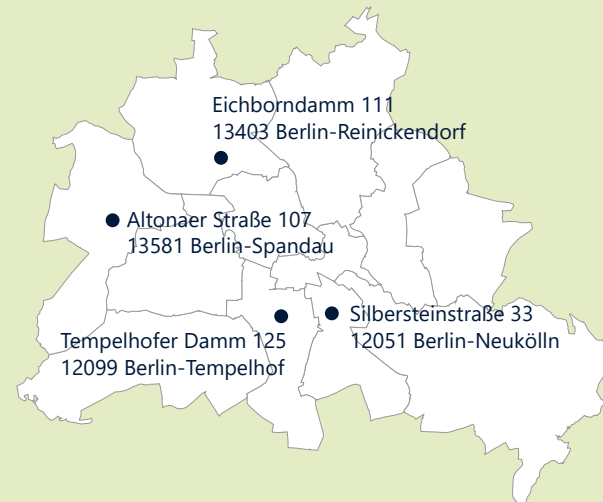 Eichborndamm 111
13403 Berlin-Reinickendorf
Altonaer Straße 107
13581 Berlin-Spandau
Silbersteinstraße 33
12051 Berlin-Neukölln
Tempelhofer Damm 125
12099 Berlin-Tempelhof